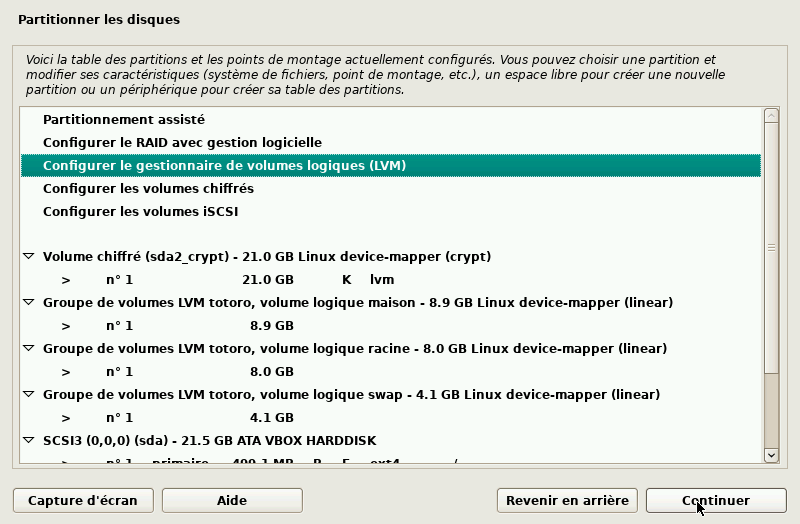 Partitionner les disques
Voici la table des partitions et les points de montage actuellement configurés. Vous pouvez choisir une partition et
modifier ses caractéristiques (système de fichiers, point de montage, etc.), un espace libre pour créer une nouvelle
partition ou un périphérique pour créer sa table des partitions.
Partitionnement assisté
Configurer le RAID avec gestion logicielle
Configurer le gestionnaire de volumes logiques (LVM)
Configurer les volumes chiffrés
Configurer les volumes iSCSI
Volume chiffré (sda2_crypt) - 21.0 GB Linux device-mapper (crypt)
> n° 1 21.0 GB K lvm
Groupe de volumes LVM totoro, volume logique maison - 8.9 GB Linux device-mapper (linear)
> n° 1 8.9 GB
Groupe de volumes LVM totoro, volume logique racine - 8.0 GB Linux device-mapper (linear)
> n° 1 8.0 GB
Groupe de volumes LVM totoro, volume logique swap - 4.1 GB Linux device-mapper (linear)
> n° 1 4.1 GB
SCSI3 (0,0,0) (sda) - 21.5 GB ATA VBOX HARDDISK
> n° 1 primaire ext4 /
Capture d'écran Aide Revenir en arrière Continuer